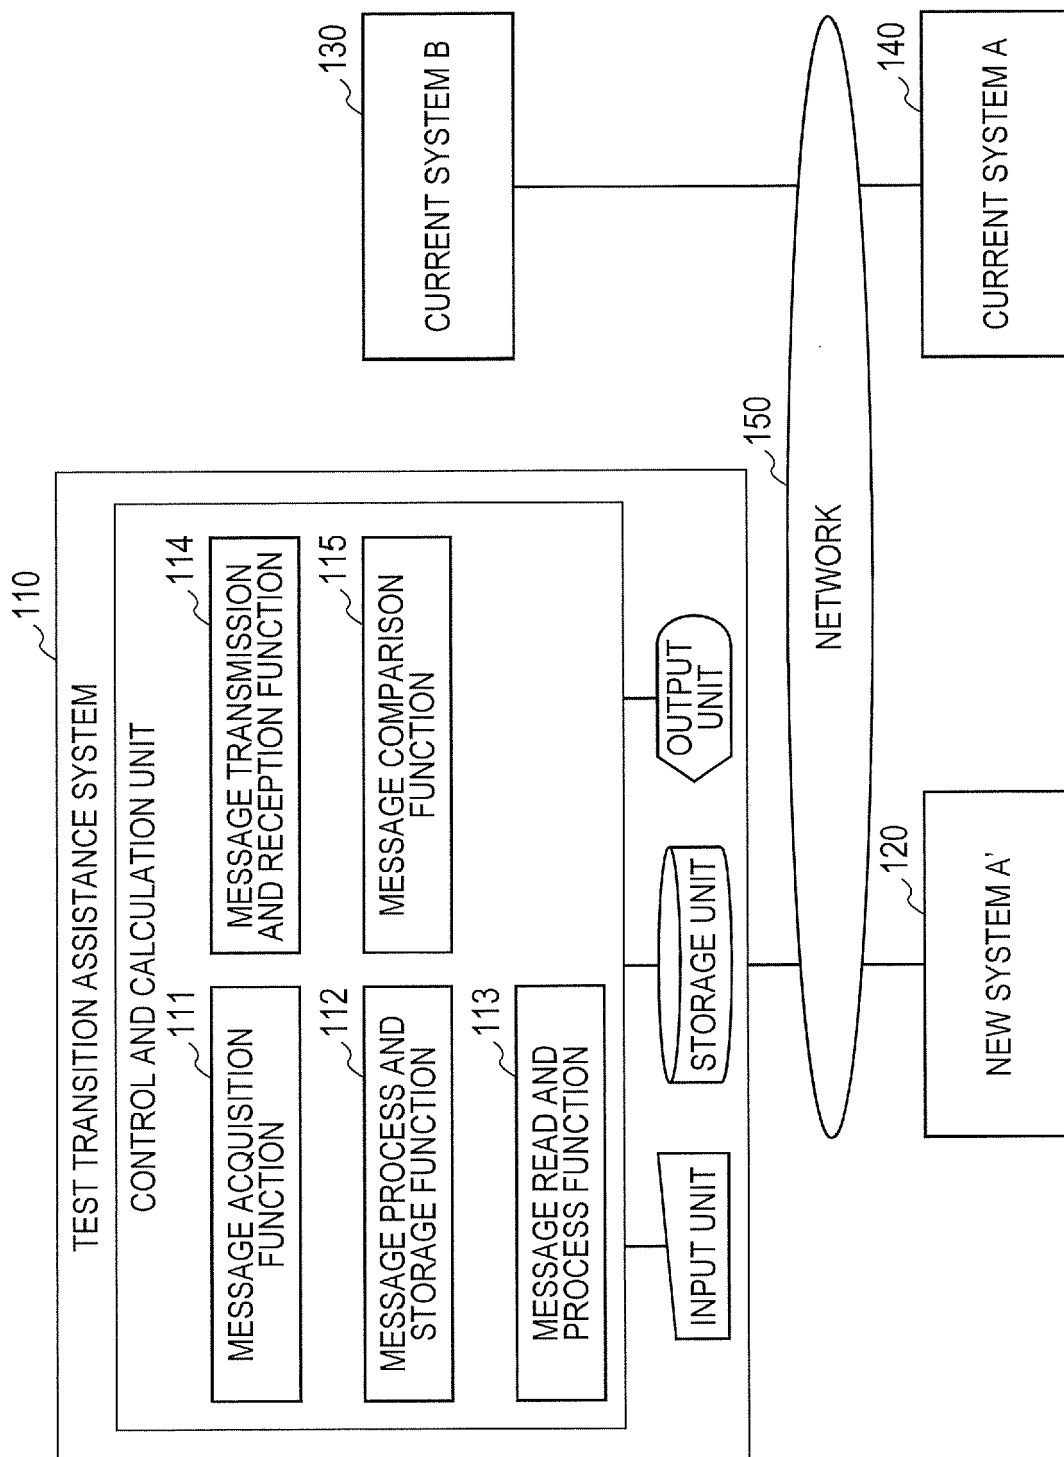 110
TEST TRANSITION ASSISTANCE SYSTEM
CONTROL AND CALCULATION UNIT
111
MESSAGE ACQUISITION
FUNCTION
114
MESSAGE TRANSMISSION
AND RECEPTION FUNCTION
112
MESSAGE PROCESS AND
STORAGE FUNCTION
115
MESSAGE COMPARISON
FUNCTION
113
MESSAGE READ AND
PROCESS FUNCTION
INPUT UNIT
STORAGE UNIT
OUTPUT
UNIT
130
CURRENT SYSTEM B
150
NETWORK
120
NEW SYSTEM A'
140
CURRENT SYSTEM A